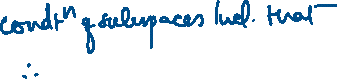 condtⁿ of subspaces Incl. that
∴